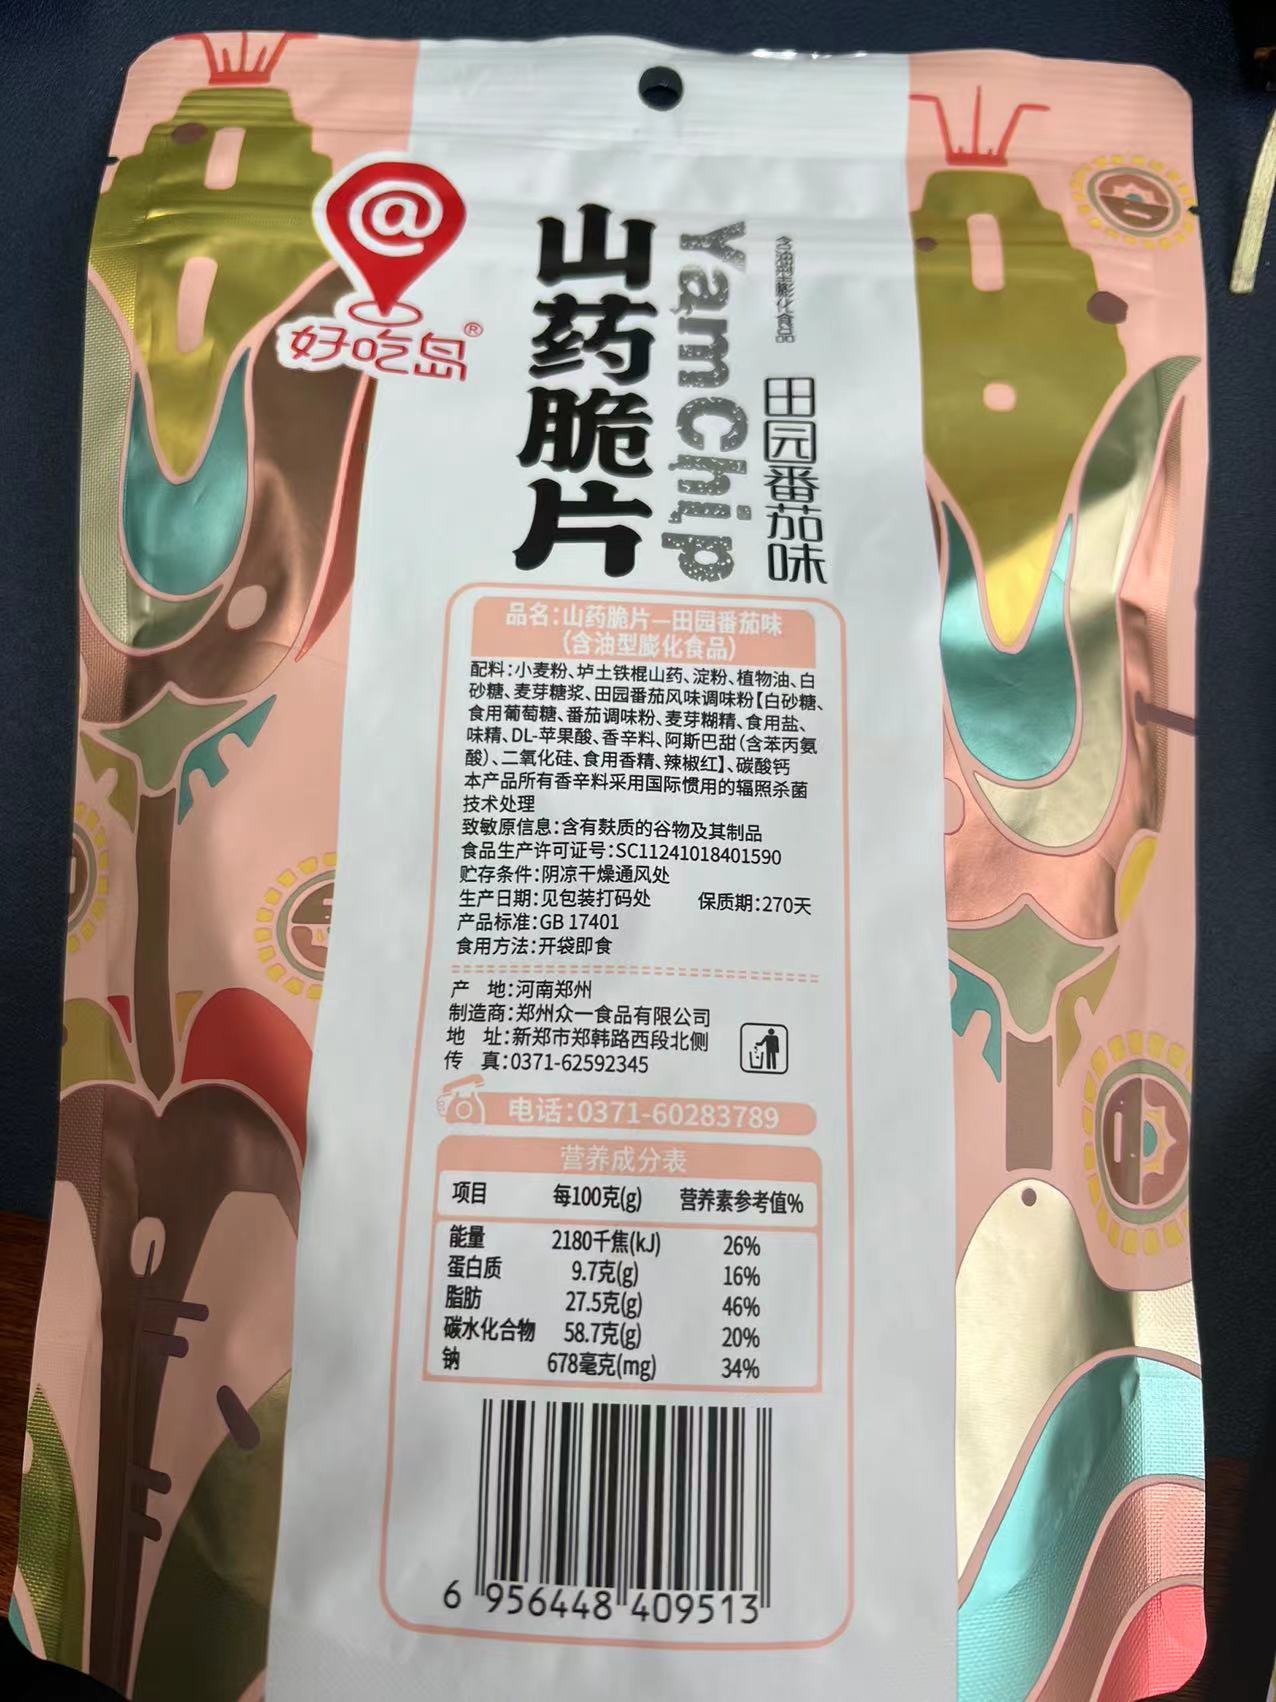 @
好吃岛®
山药脆片
Yam Chip
含油型膨化食品
田园番茄味
品名:山药脆片—田园番茄味
(含油型膨化食品)
配料:小麦粉、垆土铁棍山药、淀粉、植物油、白
砂糖、麦芽糖浆、田园番茄风味调味粉【白砂糖、
食用葡萄糖、番茄调味粉、麦芽糊精、食用盐、
味精、DL-苹果酸、香辛料、阿斯巴甜(含苯丙氨
酸)、二氧化硅、食用香精、辣椒红】、碳酸钙
本产品所有香辛料采用国际惯用的辐照杀菌
技术处理
致敏原信息:含有麸质的谷物及其制品
食品生产许可证号:SC11241018401590
贮存条件:阴凉干燥通风处
生产日期:见包装打码处 保质期:270天
产品标准:GB 17401
食用方法:开袋即食
产 地:河南郑州
制造商:郑州众一食品有限公司
地 址:新郑市郑韩路西段北侧
传 真:0371-62592345
电话:0371-60283789
营养成分表
项目 每100克(g) 营养素参考值%
能量 2180千焦(kJ) 26%
蛋白质 9.7克(g) 16%
脂肪 27.5克(g) 46%
碳水化合物 58.7克(g) 20%
钠 678毫克(mg) 34%
6 956448 409513